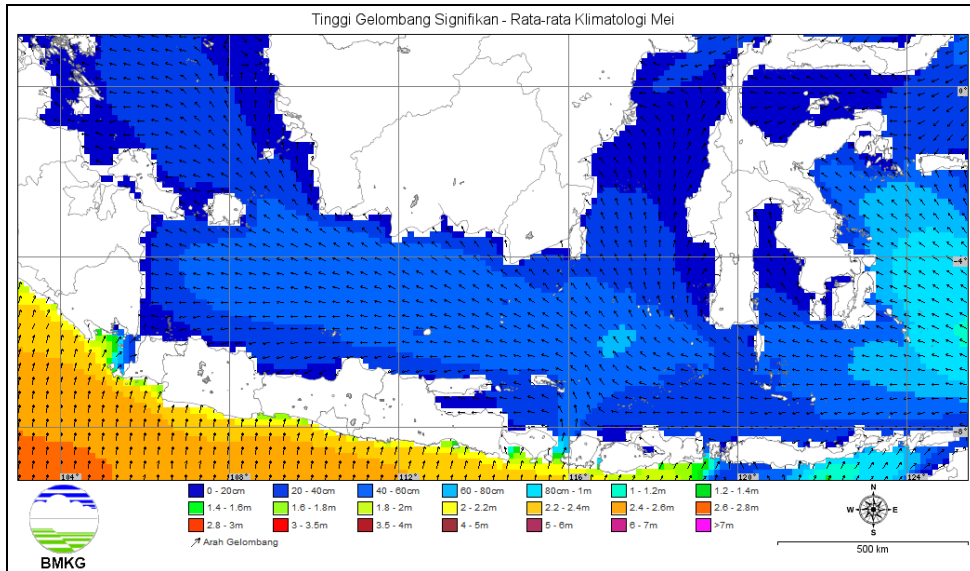 Tinggi Gelombang Signifikan - Rata-rata Klimatologi Mei
0°
-4°
-8°
104° 108° 112° 116° 120° 124°
0 - 20cm 20 - 40cm 40 - 60cm 60 - 80cm 80cm - 1m 1 - 1.2m 1.2 - 1.4m
1.4 - 1.6m 1.6 - 1.8m 1.8 - 2m 2 - 2.2m 2.2 - 2.4m 2.4 - 2.6m 2.6 - 2.8m
2.8 - 3m 3 - 3.5m 3.5 - 4m 4 - 5m 5 - 6m 6 - 7m >7m
Arah Gelombang
BMKG
N
W E
S
500 km